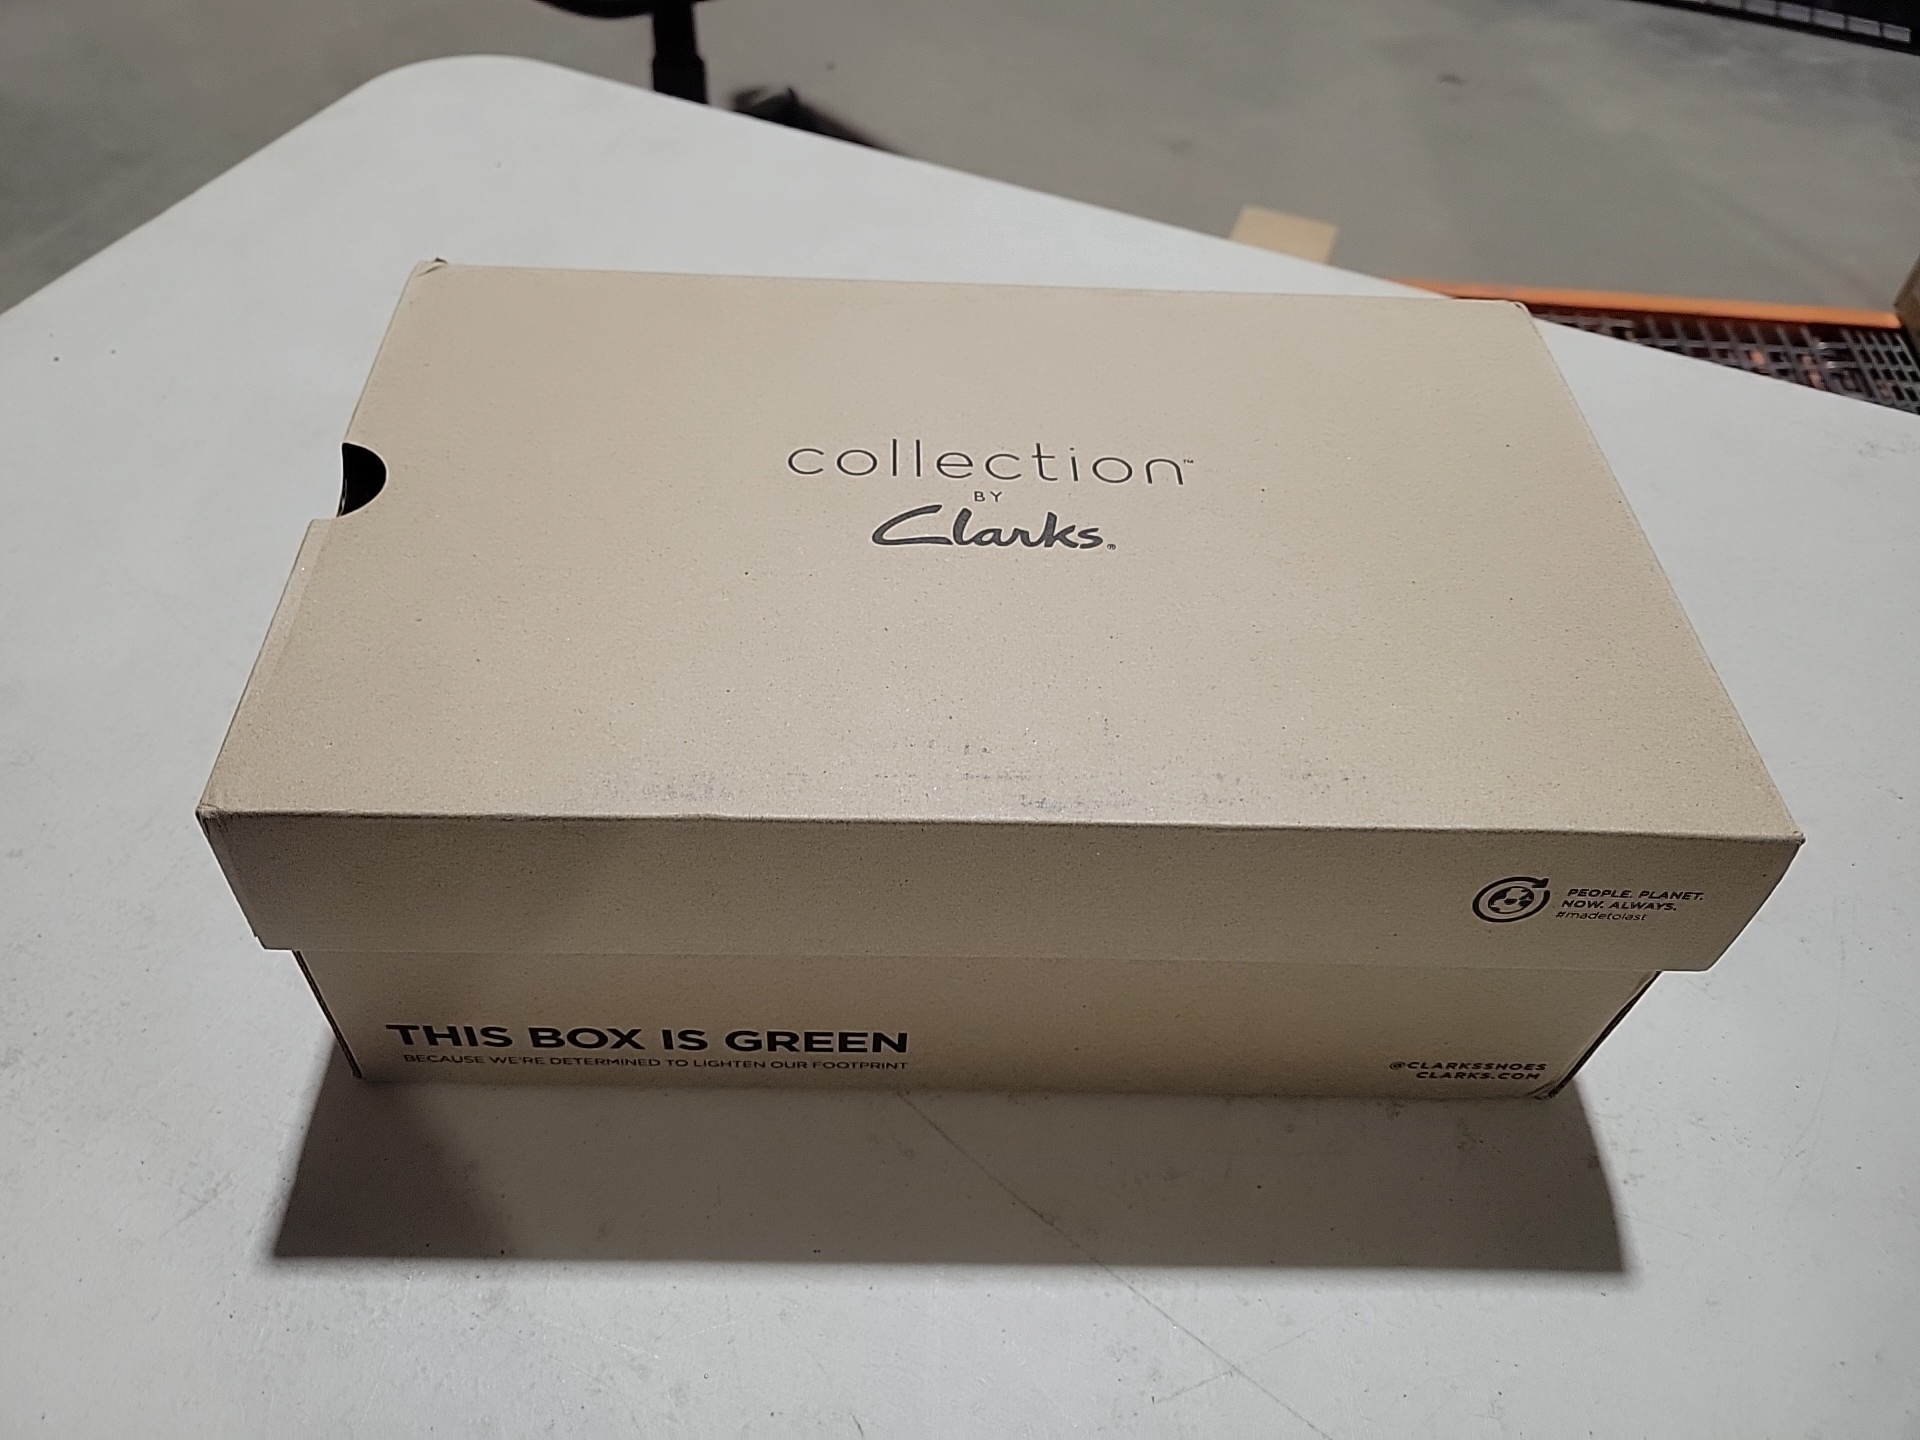 collection™
BY
Clarks®
PEOPLE. PLANET.
NOW. ALWAYS.
#madetolast
THIS BOX IS GREEN
BECAUSE WE'RE DETERMINED TO LIGHTEN OUR FOOTPRINT
@CLARKSSHOES
CLARKS.COM